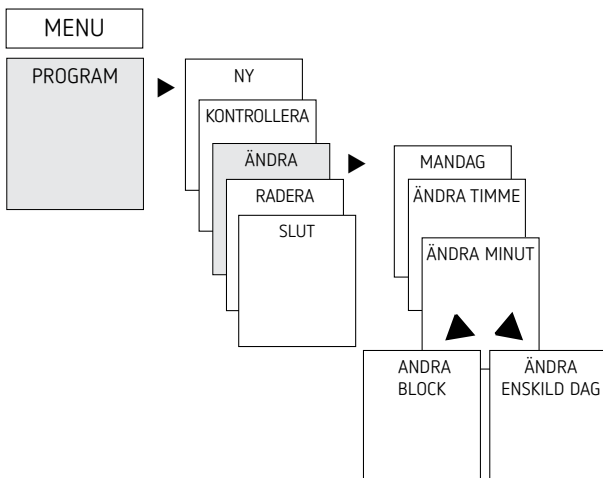 MENU
PROGRAM
NY
KONTROLLERA
ÄNDRA
RADERA
SLUT
MANDAG
ÄNDRA TIMME
ÄNDRA MINUT
ANDRA
BLOCK
ÄNDRA
ENSKILD DAG